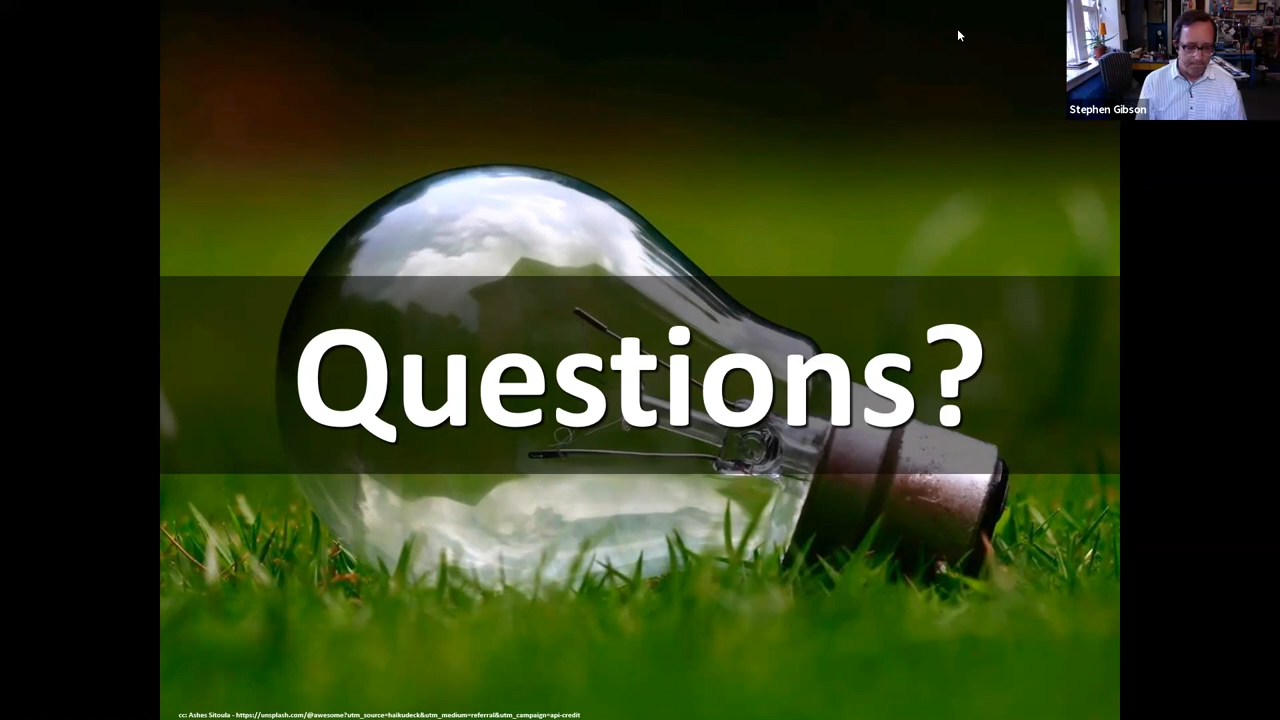 Stephen Gibson
Questions?
cc: Ashes Sitoula - https://unsplash.com/@awesome?utm_source=haikudeck&utm_medium=referral&utm_campaign=api-credit